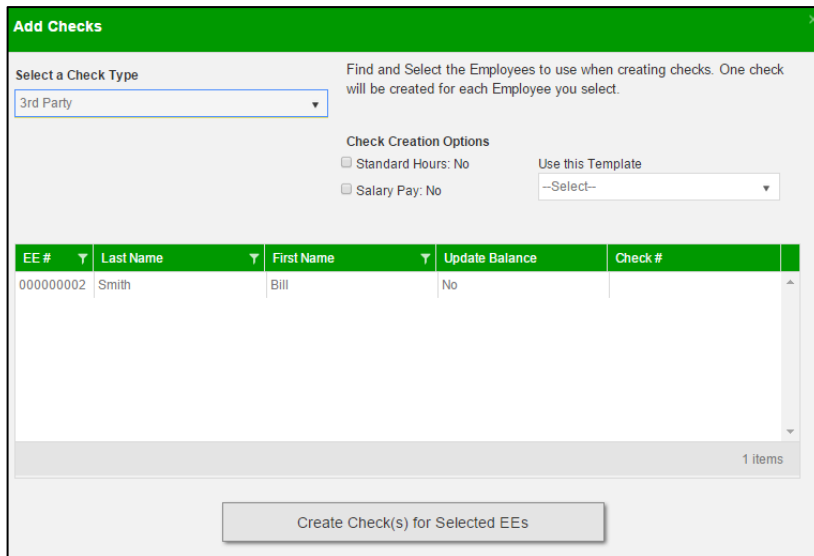 Add Checks
Select a Check Type
3rd Party
Find and Select the Employees to use when creating checks. One check
will be created for each Employee you select.
Check Creation Options
Standard Hours: No
Use this Template
Salary Pay: No
--Select--
EE # Last Name First Name Update Balance Check #
000000002 Smith Bill No
1 items
Create Check(s) for Selected EEs